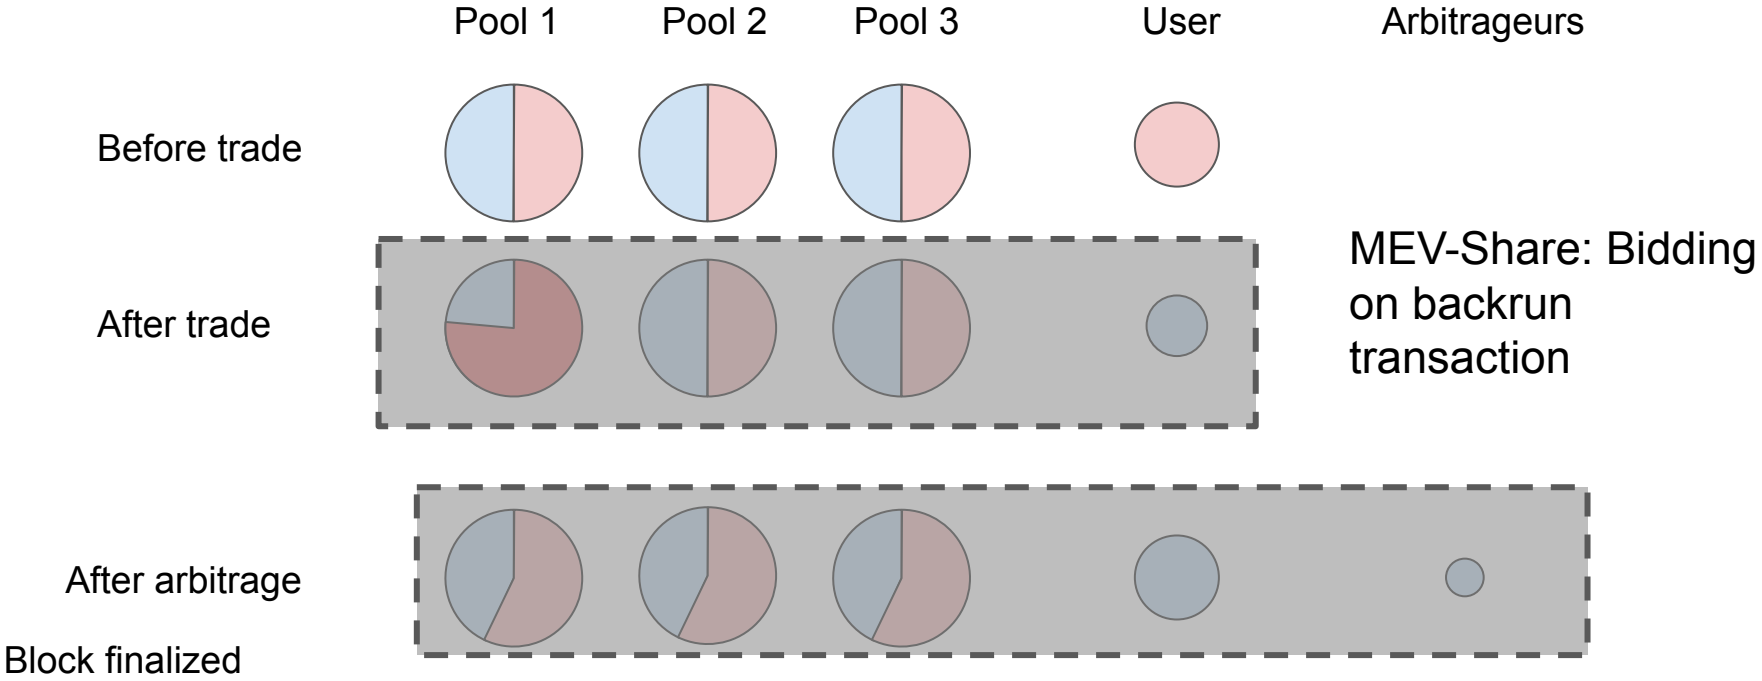 Pool 1
Pool 2
Pool 3
User
Arbitrageurs
Before trade
MEV-Share: Bidding
on backrun
transaction
After trade
After arbitrage
Block finalized